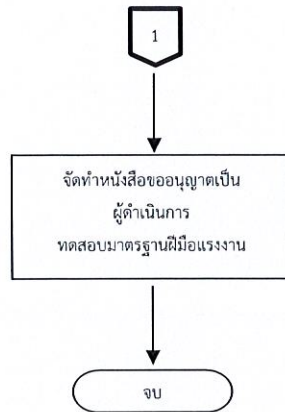 1
จัดทำหนังสือขออนุญาตเป็น
ผู้ดำเนินการ
ทดสอบมาตรฐานฝีมือแรงงาน
จบ